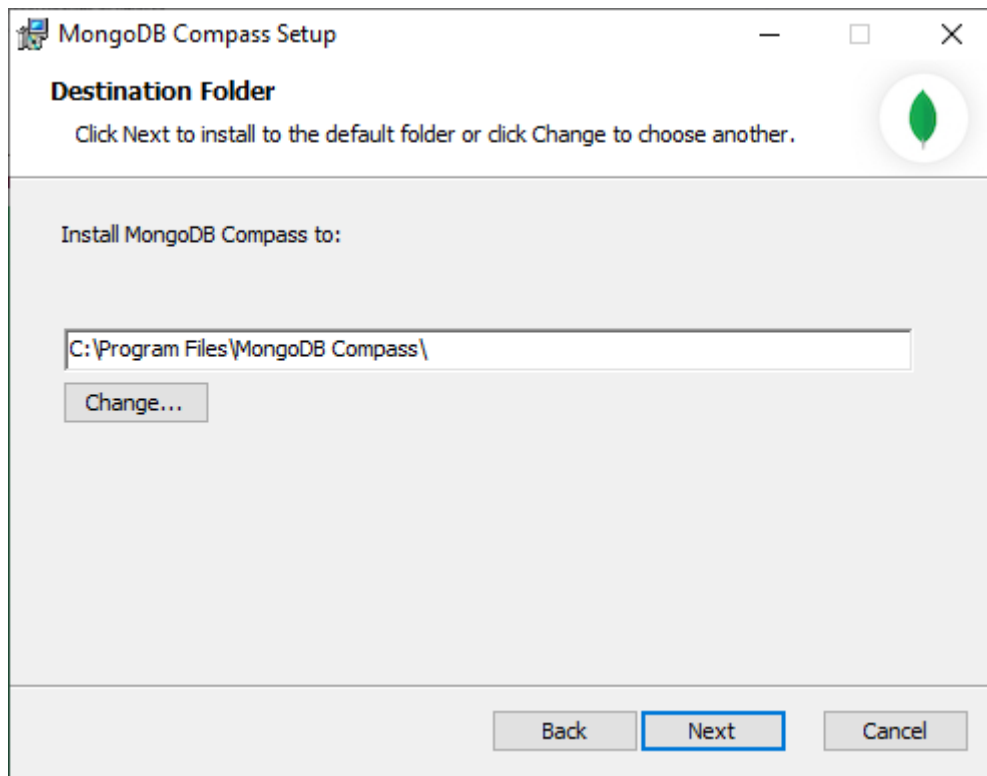 MongoDB Compass Setup
Destination Folder
Click Next to install to the default folder or click Change to choose another.
Install MongoDB Compass to:
C:\Program Files\MongoDB Compass\
Change...
Back
Next
Cancel